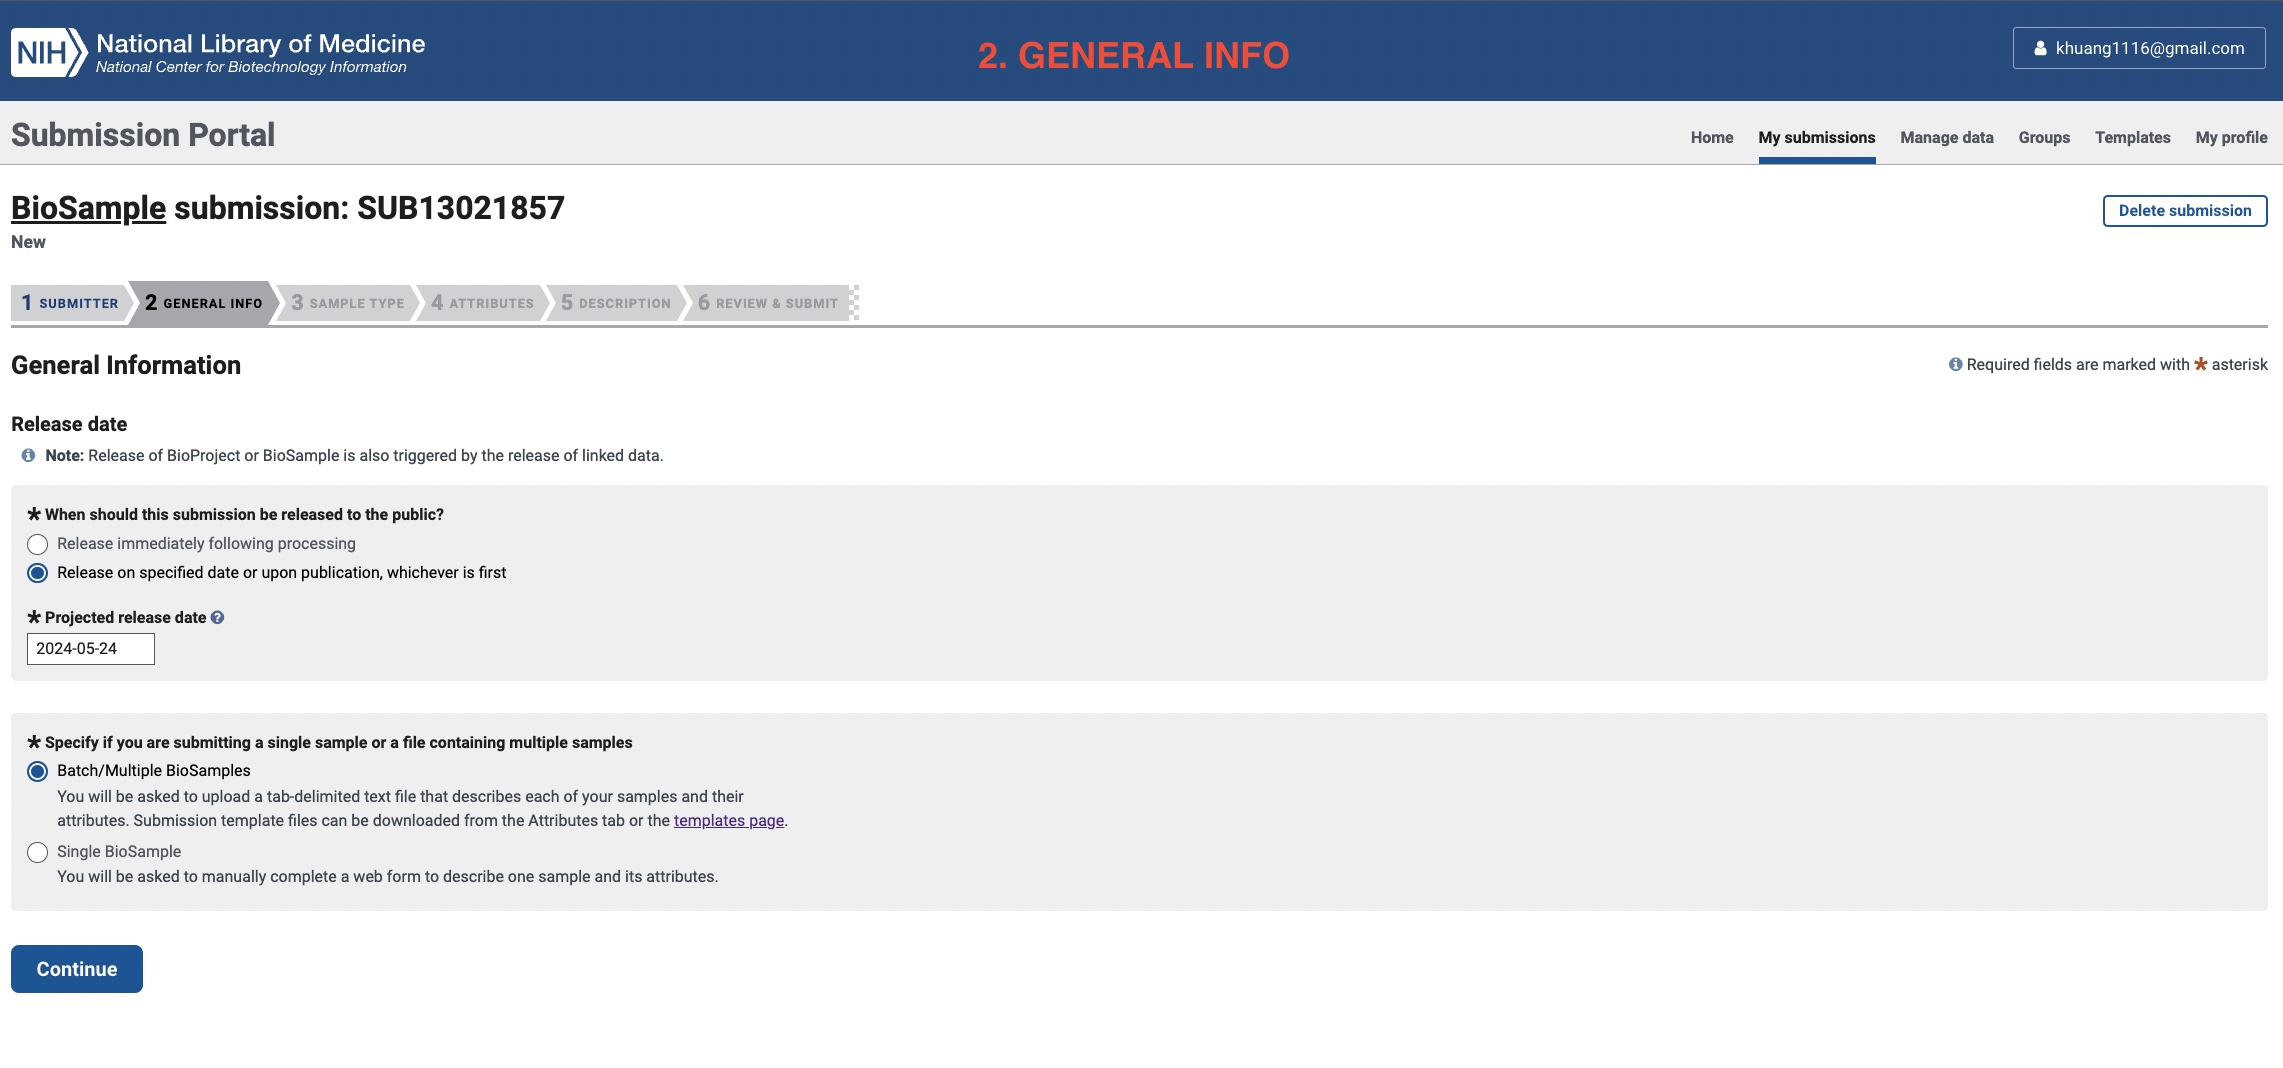 NIH National Library of Medicine
National Center for Biotechnology Information
2. GENERAL INFO
khuang1116@gmail.com
Submission Portal
Home My submissions Manage data Groups Templates My profile
BioSample submission: SUB13021857
Delete submission
New
1 SUBMITTER 2 GENERAL INFO 3 SAMPLE TYPE 4 ATTRIBUTES 5 DESCRIPTION 6 REVIEW & SUBMIT
General Information
Required fields are marked with * asterisk
Release date
Note: Release of BioProject or BioSample is also triggered by the release of linked data.
* When should this submission be released to the public?
Release immediately following processing
Release on specified date or upon publication, whichever is first
* Projected release date
2024-05-24
* Specify if you are submitting a single sample or a file containing multiple samples
Batch/Multiple BioSamples
You will be asked to upload a tab-delimited text file that describes each of your samples and their
attributes. Submission template files can be downloaded from the Attributes tab or the templates page.
Single BioSample
You will be asked to manually complete a web form to describe one sample and its attributes.
Continue